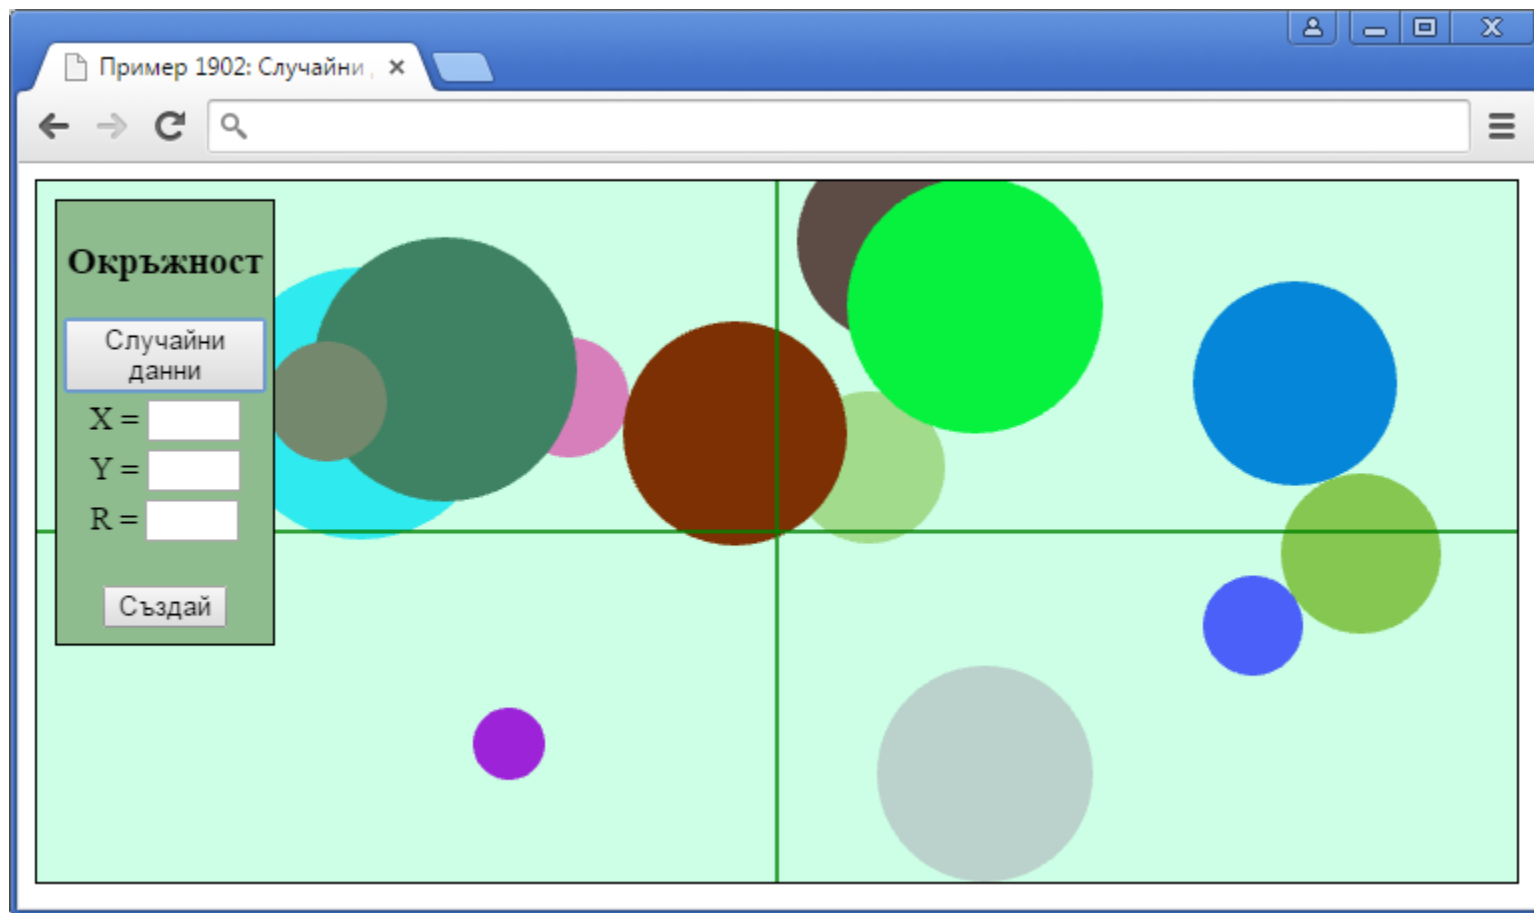 Пример 1902: Случайни
Окръжност
Случайни
данни
X =
Y =
R =
Създай